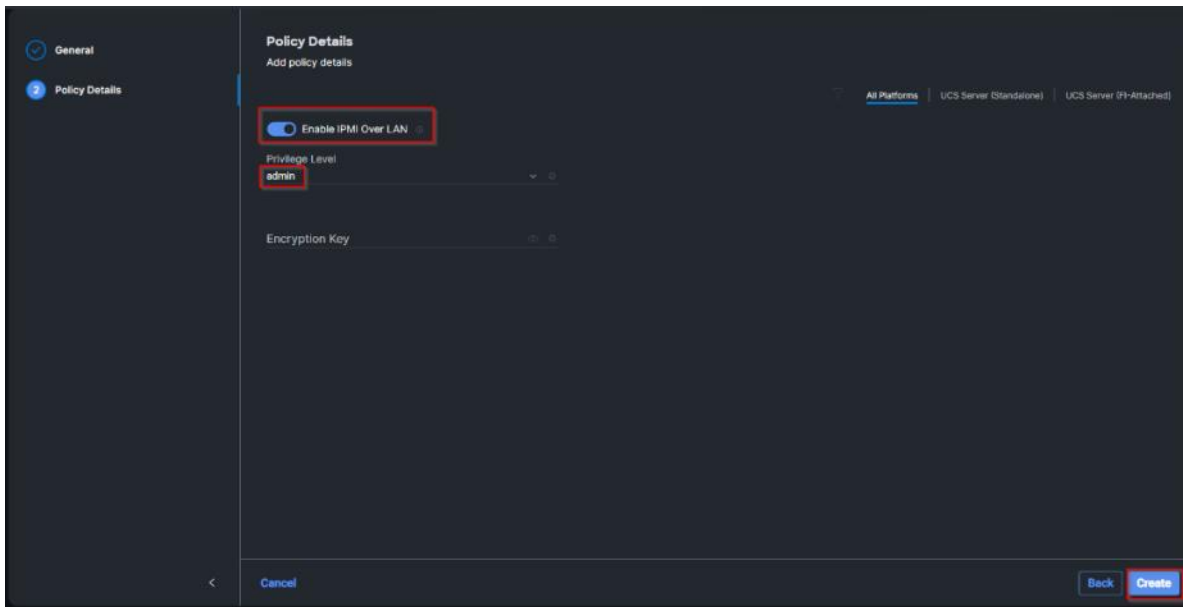 General
2
Policy Details
Policy Details
Add policy details
All Platforms
UCS Server (Standalone)
UCS Server (FI-Attached)
Enable IPMI Over LAN
Privilege Level
admin
Encryption Key
Cancel
Back
Create